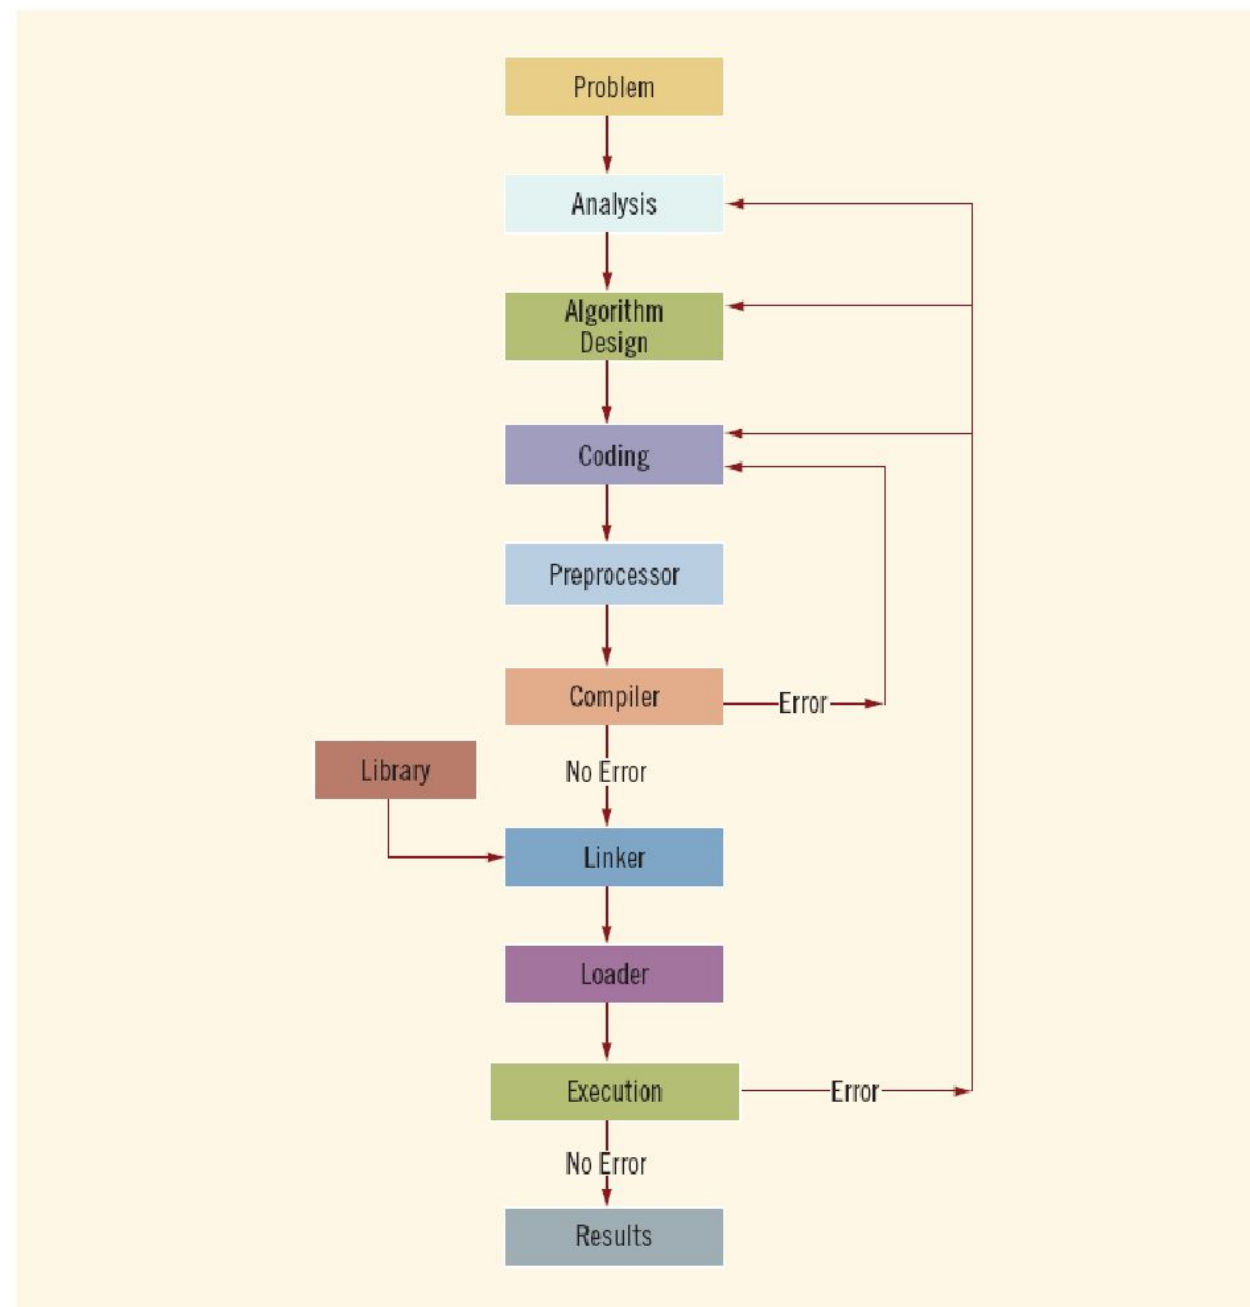 Problem
Analysis
Algorithm
Design
Coding
Preprocessor
Compiler
Error
Library
No Error
Linker
Loader
Execution
Error
No Error
Results